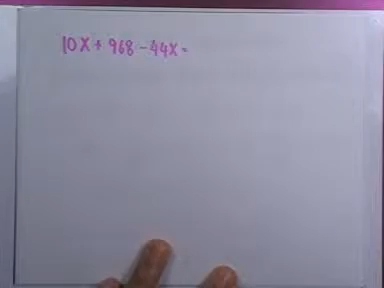 10x + 968 - 44x =